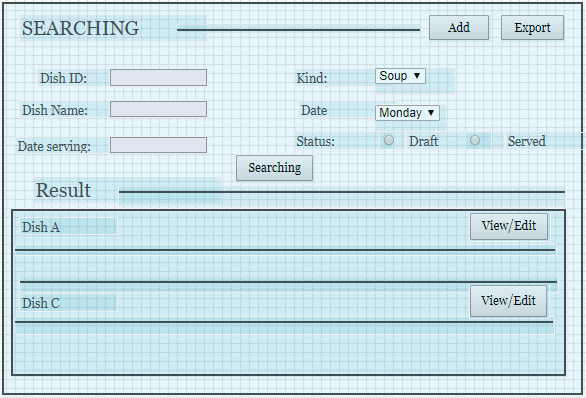 SEARCHING Add Export
Dish ID: Kind: Soup
Dish Name: Date Monday
Date serving: Status: Draft Served
Searching
Result
Dish A View/Edit
Dish C View/Edit